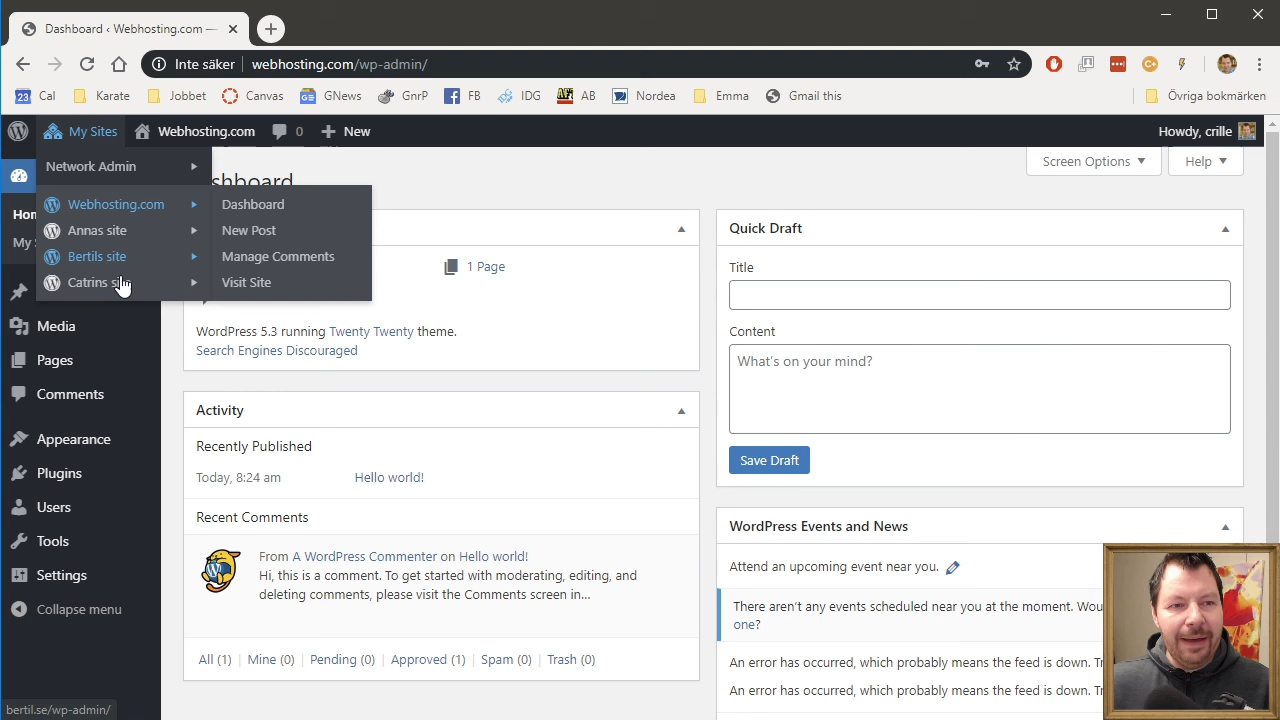 Dashboard ‹ Webhosting.com —
Inte säker webhosting.com/wp-admin/
23 Cal Karate Jobbet Canvas GNews GnrP FB IDG AB Nordea Emma Gmail this Övriga bokmärken
My Sites Webhosting.com 0 New Howdy, crille
Network Admin
Screen Options Help
Webhosting.com
Annas site
Bertils site
Catrins
Dashboard
New Post
Manage Comments
Visit Site
1 Page
WordPress 5.3 running Twenty Twenty theme.
Search Engines Discouraged
Media
Pages
Comments
Appearance
Plugins
Users
Tools
Settings
Collapse menu
Activity
Recently Published
Today, 8:24 am Hello world!
Recent Comments
From A WordPress Commenter on Hello world!
Hi, this is a comment. To get started with moderating, editing, and
deleting comments, please visit the Comments screen in…
All (1) | Mine (0) | Pending (0) | Approved (1) | Spam (0) | Trash (0)
Quick Draft
Title
Content
What's on your mind?
Save Draft
WordPress Events and News
Attend an upcoming event near you.
There aren't any events scheduled near you at the moment.
one?
An error has occurred, which probably means the feed is down.
An error has occurred, which probably means the feed is down.
bertil.se/wp-admin/